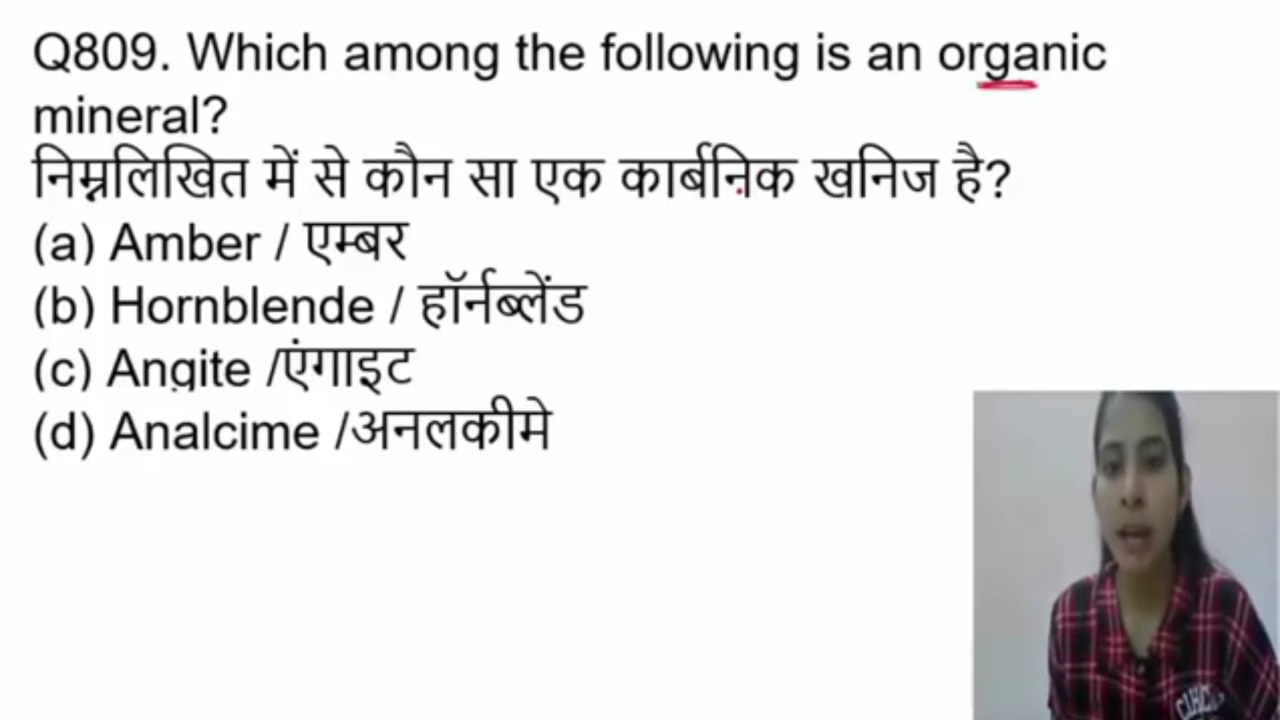 Q809. Which among the following is an organic
mineral?
निम्नलिखित में से कौन सा एक कार्बनिक खनिज है?
(a) Amber / एम्बर
(b) Hornblende / हॉर्नब्लेंड
(c) Angite /एंगाइट
(d) Analcime /अनलकीमे